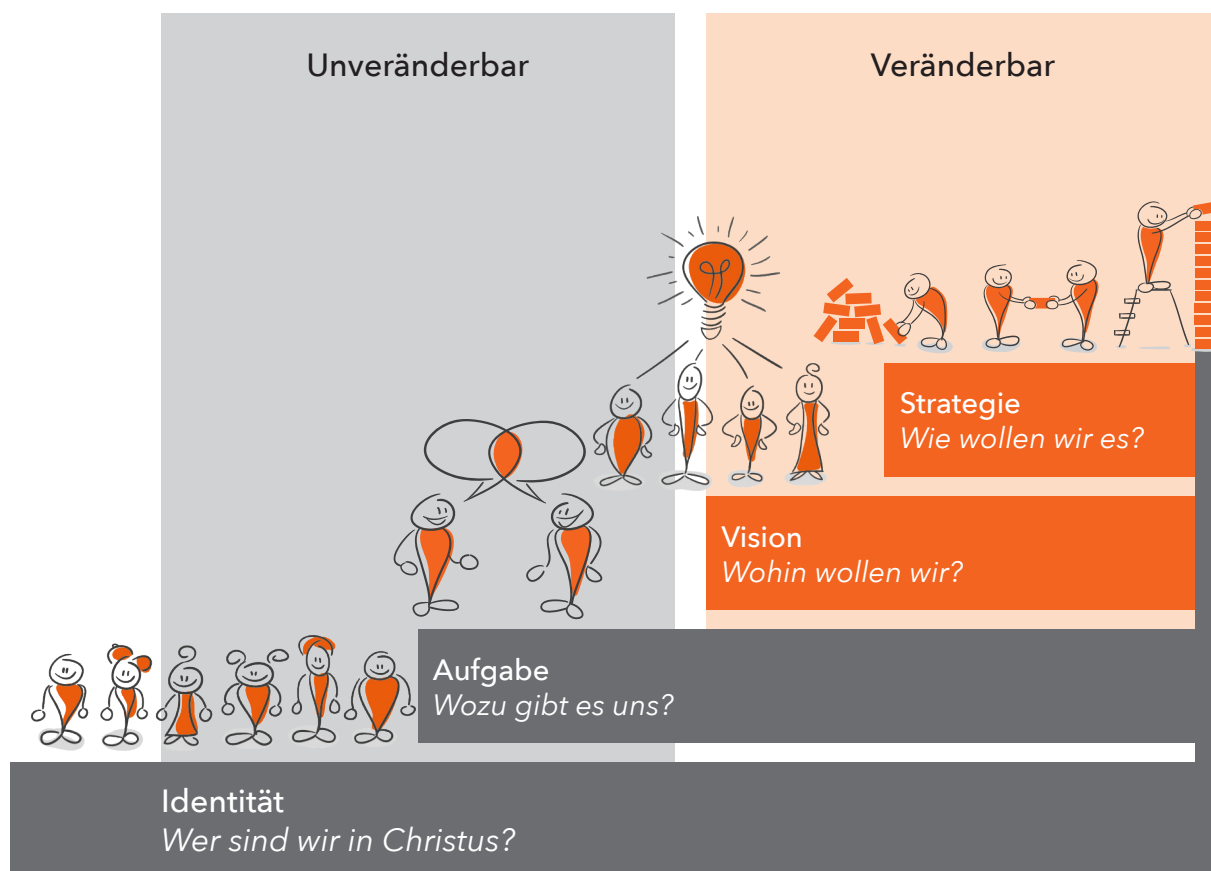 Unveränderbar
Veränderbar
Strategie
Wie wollen wir es?
Vision
Wohin wollen wir?
Aufgabe
Wozu gibt es uns?
Identität
Wer sind wir in Christus?